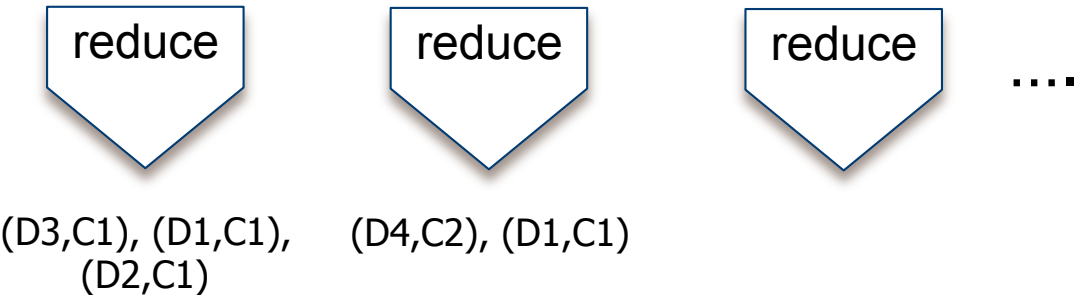 reduce
reduce
reduce
....
(D3,C1), (D1,C1),
(D2,C1)
(D4,C2), (D1,C1)